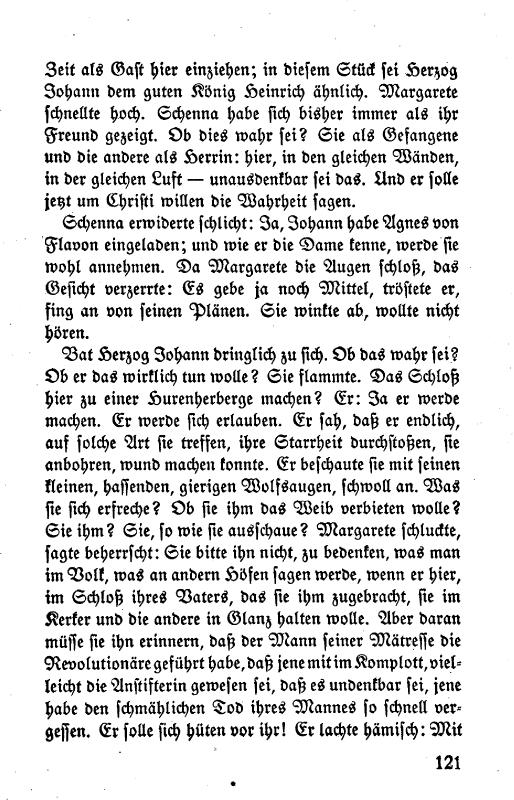 Zeit als Gast hier einziehen; in diesem Stück sei Herzog
Johann dem guten König Heinrich ähnlich. Margarete
schnellte hoch. Schenna habe sich bisher immer als ihr
Freund gezeigt. Ob dies wahr sei? Sie als Gefangene
und die andere als Herrin: hier, in den gleichen Wänden,
in der gleichen Luft — unausdenkbar sei das. Und er solle
jetzt um Christi willen die Wahrheit sagen.
Schenna erwiderte schlicht: Ja, Johann habe Agnes von
Flavon eingeladen; und wie er die Dame kenne, werde sie
wohl annehmen. Da Margarete die Augen schloß, das
Gesicht verzerrte: Es gebe ja noch Mittel, tröstete er,
fing an von seinen Plänen. Sie winkte ab, wollte nicht
hören.
Bat Herzog Johann dringlich zu sich. Ob das wahr sei?
Ob er das wirklich tun wolle? Sie flammte. Das Schloß
hier zu einer Hurenherberge machen? Er: Ja er werde
machen. Er werde sich erlauben. Er sah, daß er endlich,
auf solche Art sie treffen, ihre Starrheit durchstoßen, sie
anbohren, wund machen konnte. Er beschaute sie mit seinen
kleinen, hassenden, gierigen Wolfsaugen, schwoll an. Was
sie sich erfreche? Ob sie ihm das Weib verbieten wolle?
Sie ihm? Sie, so wie sie ausschaue? Margarete schluckte,
sagte beherrscht: Sie bitte ihn nicht, zu bedenken, was man
im Volk, was an andern Höfen sagen werde, wenn er hier,
im Schloß ihres Vaters, das sie ihm zugebracht, sie im
Kerker und die andere in Glanz halten wolle. Aber daran
müsse sie ihn erinnern, daß der Mann seiner Mätresse die
Revolutionäre geführt habe, daß jene mit im Komplott, viel-
leicht die Anstifterin gewesen sei, daß es undenkbar sei, jene
habe den schmählichen Tod ihres Mannes so schnell ver-
gessen. Er solle sich hüten vor ihr! Er lachte hämisch: Mit
121